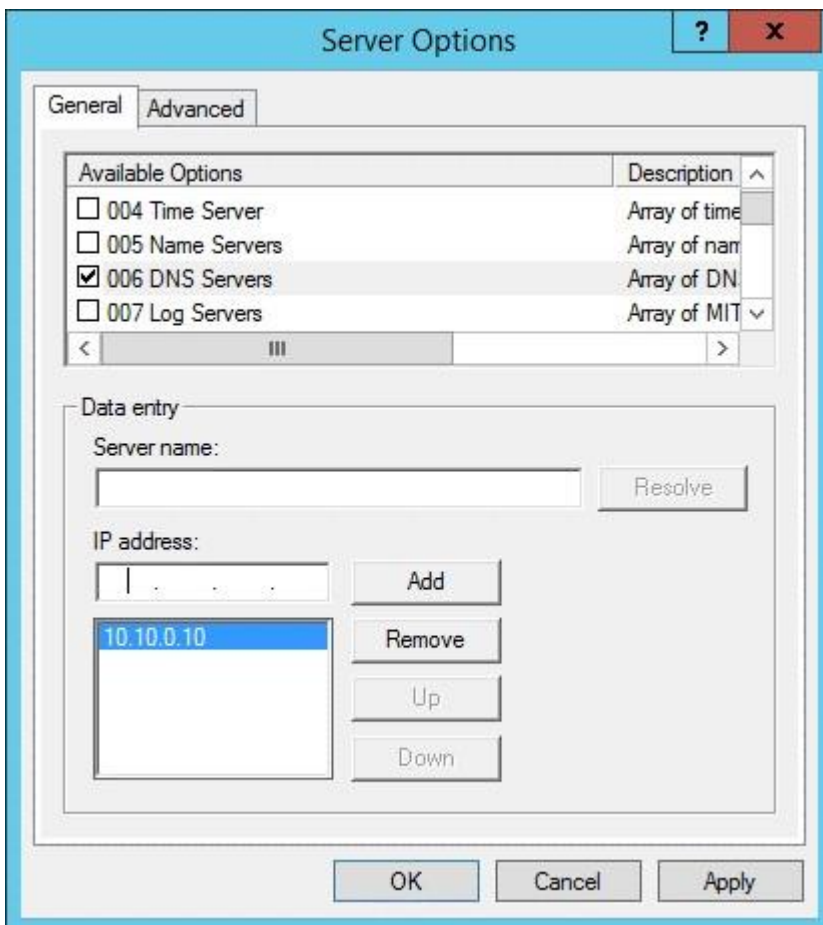 Server Options
? x
General Advanced
Available Options Description
004 Time Server Array of time
005 Name Servers Array of nam
006 DNS Servers Array of DN
007 Log Servers Array of MIT
Data entry
Server name:
Resolve
IP address:
. . .
Add
10.10.0.10
Remove
Up
Down
OK Cancel Apply